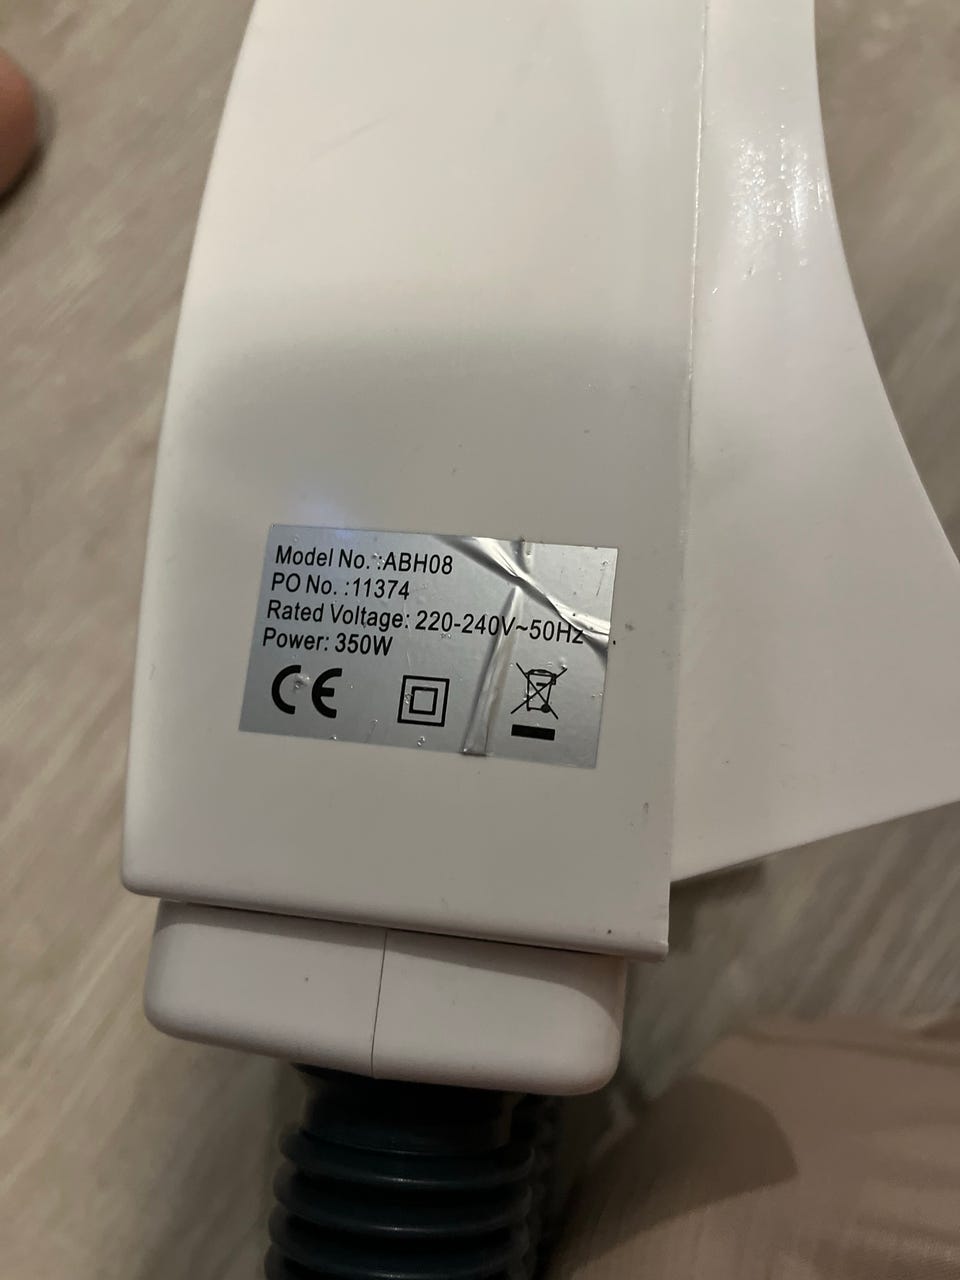 Model No. :ABH08
PO No. :11374
Rated Voltage: 220-240V~50Hz
Power: 350W
CE